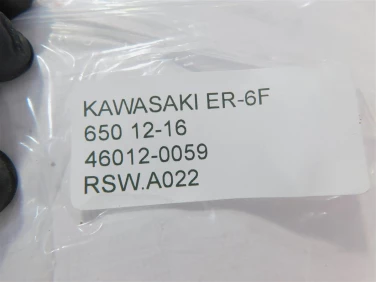 KAWASAKI ER-6F
650 12-16
46012-0059
RSW.A022